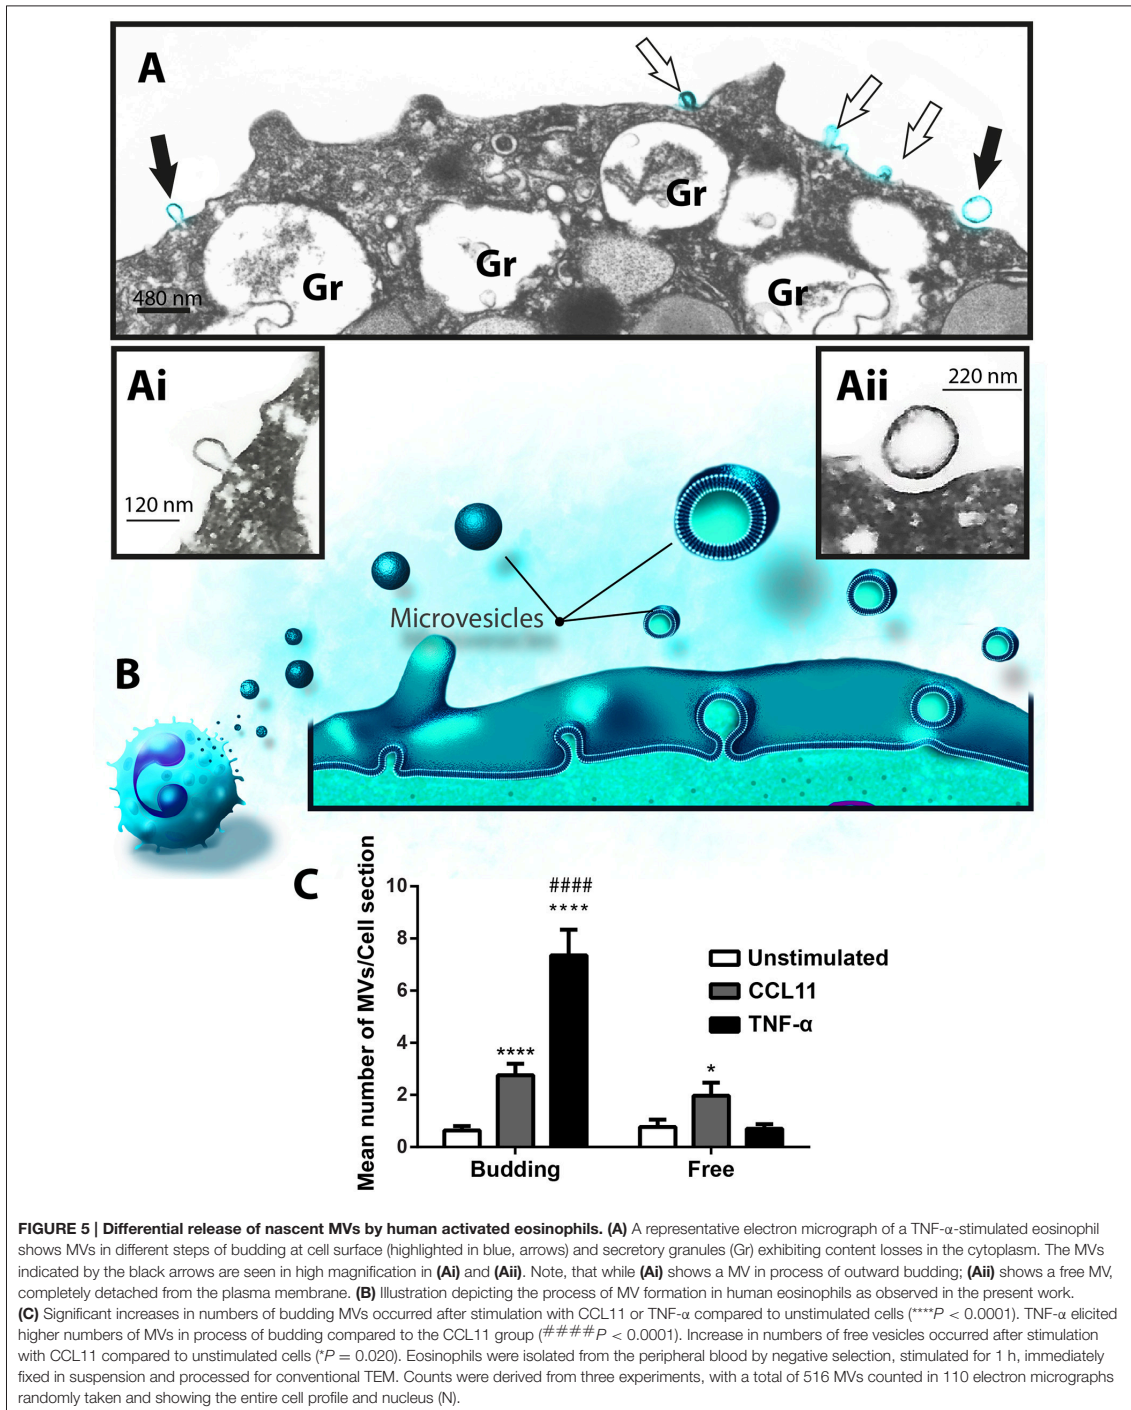 A
Gr
Gr
Gr
Gr
480 nm
Ai
120 nm
Aii
220 nm
Microvesicles
B
C
Mean number of MVs/Cell section
10
8
6
4
2
0
####
****
****
*
Unstimulated
CCL11
TNF-α
Budding
Free
FIGURE 5 | Differential release of nascent MVs by human activated eosinophils. (A) A representative electron micrograph of a TNF-α-stimulated eosinophil
shows MVs in different steps of budding at cell surface (highlighted in blue, arrows) and secretory granules (Gr) exhibiting content losses in the cytoplasm. The MVs
indicated by the black arrows are seen in high magnification in (Ai) and (Aii). Note, that while (Ai) shows a MV in process of outward budding; (Aii) shows a free MV,
completely detached from the plasma membrane. (B) Illustration depicting the process of MV formation in human eosinophils as observed in the present work.
(C) Significant increases in numbers of budding MVs occurred after stimulation with CCL11 or TNF-α compared to unstimulated cells (****P < 0.0001). TNF-α elicited
higher numbers of MVs in process of budding compared to the CCL11 group (####P < 0.0001). Increase in numbers of free vesicles occurred after stimulation
with CCL11 compared to unstimulated cells (*P = 0.020). Eosinophils were isolated from the peripheral blood by negative selection, stimulated for 1 h, immediately
fixed in suspension and processed for conventional TEM. Counts were derived from three experiments, with a total of 516 MVs counted in 110 electron micrographs
randomly taken and showing the entire cell profile and nucleus (N).